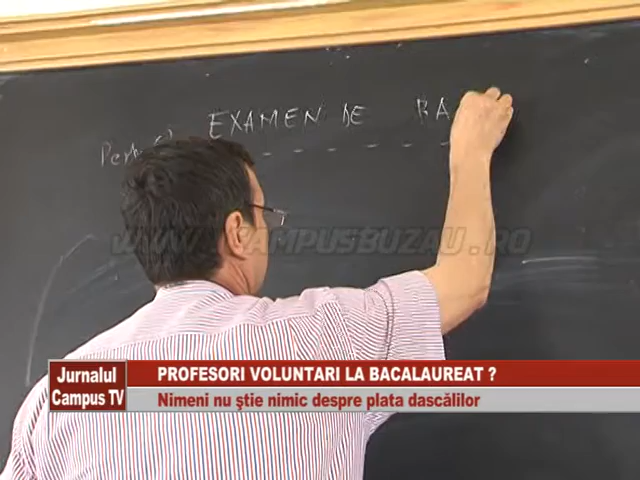 EXAMEN DE BA
WWW.CAMPUSBUZAU.RO
Jurnalul
Campus TV
PROFESORI VOLUNTARI LA BACALAUREAT ?
Nimeni nu ştie nimic despre plata dascălilor